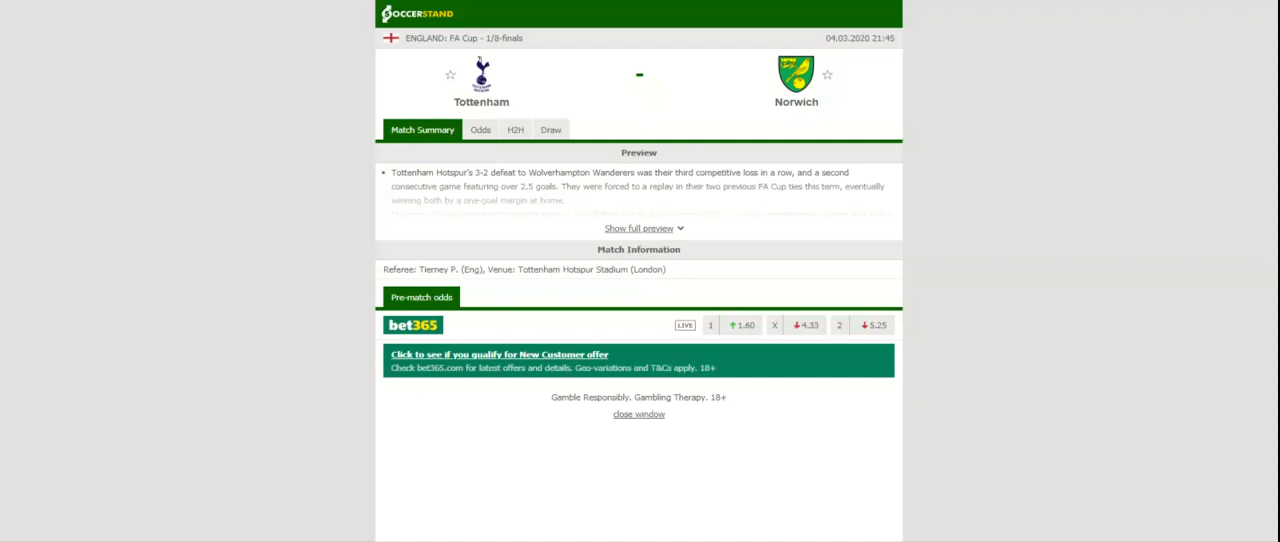 SOCCERSTAND
ENGLAND: FA Cup - 1/8-finals 04.03.2020 21:45
-
Tottenham Norwich
Match Summary Odds H2H Draw
Preview
• Tottenham Hotspur's 3-2 defeat to Wolverhampton Wanderers was their third competitive loss in a row, and a second
consecutive game featuring over 2.5 goals. They were forced to a replay in their two previous FA Cup ties this term, eventually
winning both by a one-goal margin at home.
Show full preview
Match Information
Referee: Tierney P. (Eng), Venue: Tottenham Hotspur Stadium (London)
Pre-match odds
bet365 LIVE 1 1.60 X 4.33 2 5.25
Click to see if you qualify for New Customer offer
Check bet365.com for latest offers and details. Geo-variations and T&Cs apply. 18+
Gamble Responsibly. Gambling Therapy. 18+
close window